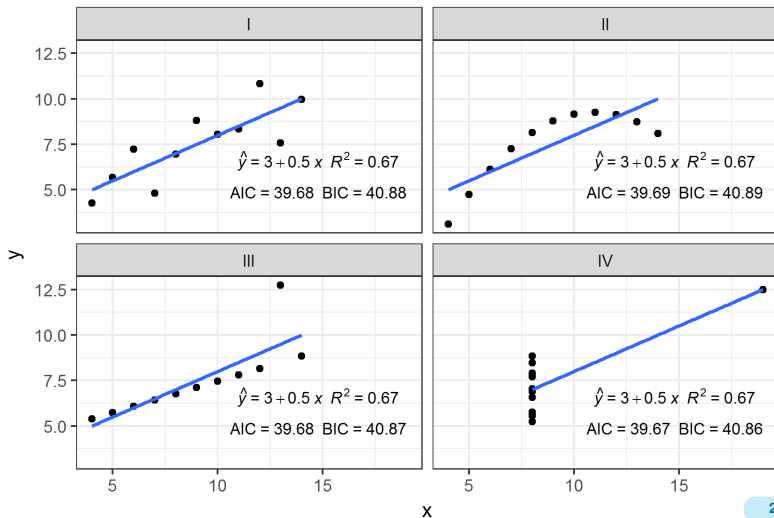 I
II
12.5
10.0
7.5
5.0
ŷ = 3 + 0.5 x R² = 0.67
AIC = 39.68 BIC = 40.88
ŷ = 3 + 0.5 x R² = 0.67
AIC = 39.69 BIC = 40.89
y
III
IV
12.5
10.0
7.5
5.0
ŷ = 3 + 0.5 x R² = 0.67
AIC = 39.68 BIC = 40.87
ŷ = 3 + 0.5 x R² = 0.67
AIC = 39.67 BIC = 40.86
5
10
15
5
10
15
x